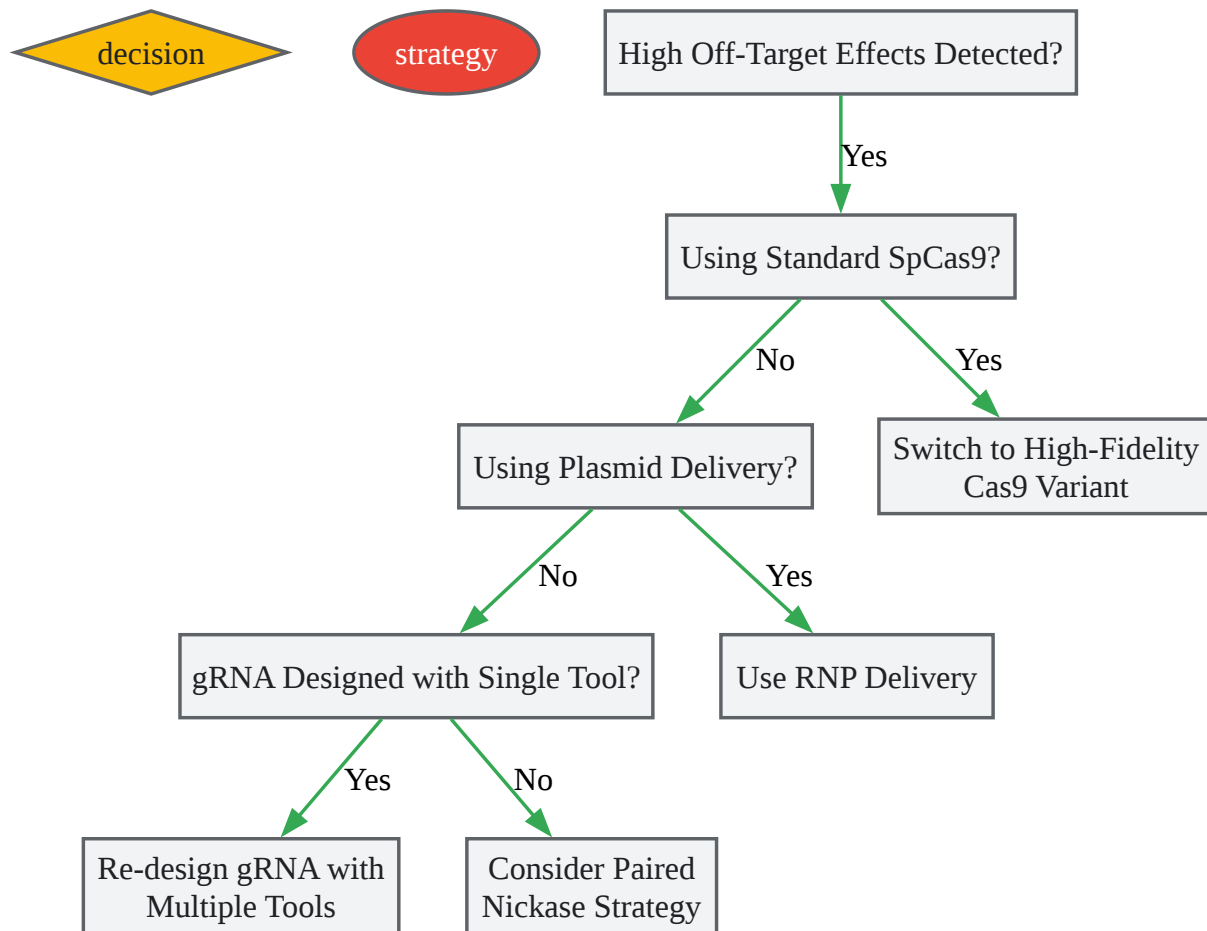 decision
strategy
High Off-Target Effects Detected?
Yes
Using Standard SpCas9?
No
Yes
Using Plasmid Delivery?
Switch to High-Fidelity
Cas9 Variant
No
Yes
gRNA Designed with Single Tool?
Use RNP Delivery
Yes
No
Re-design gRNA with
Multiple Tools
Consider Paired
Nickase Strategy